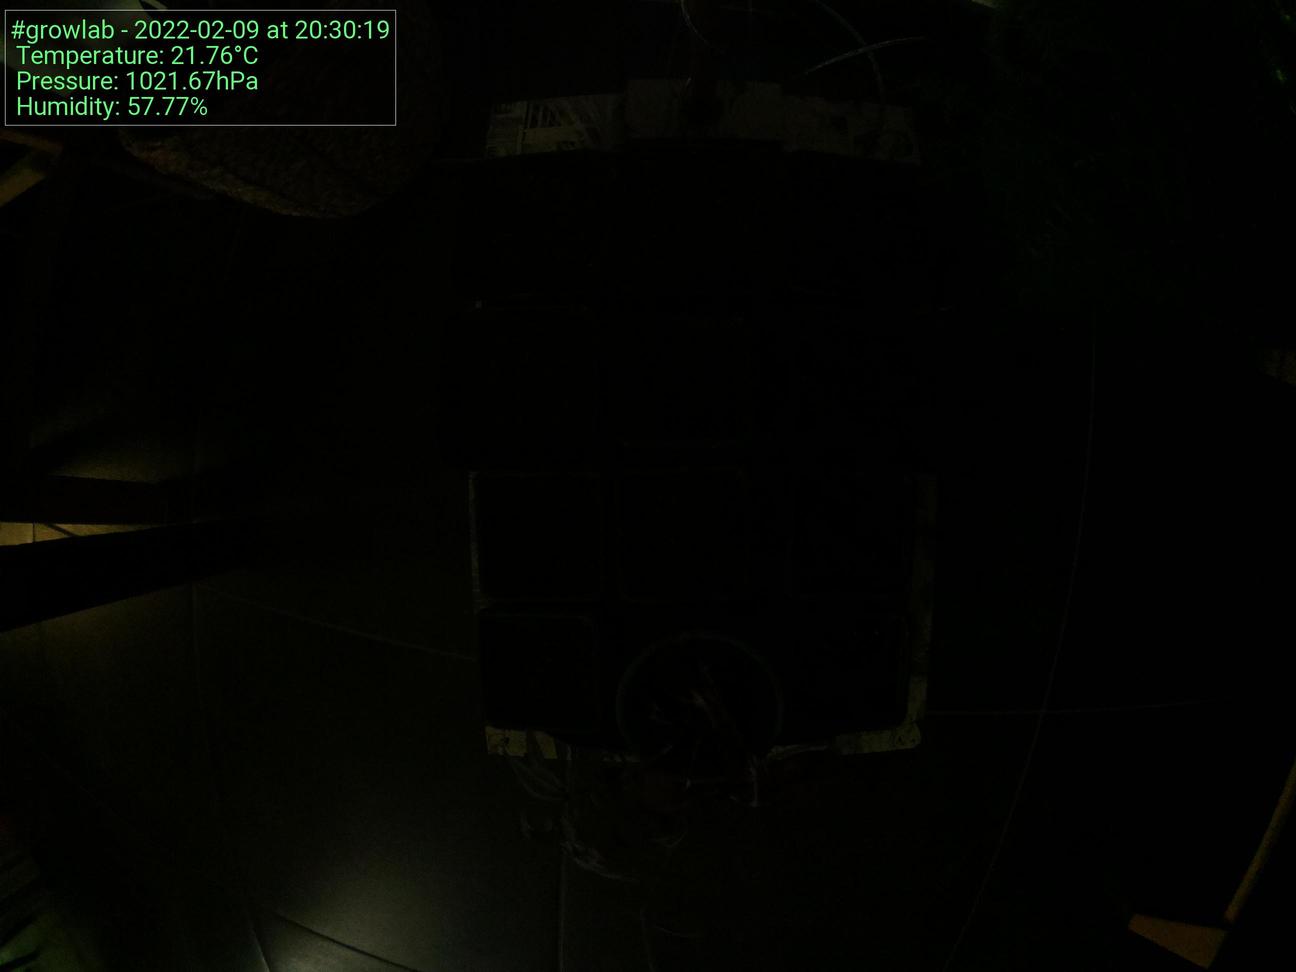 #growlab - 2022-02-09 at 20:30:19
Temperature: 21.76°C
Pressure: 1021.67hPa
Humidity: 57.77%